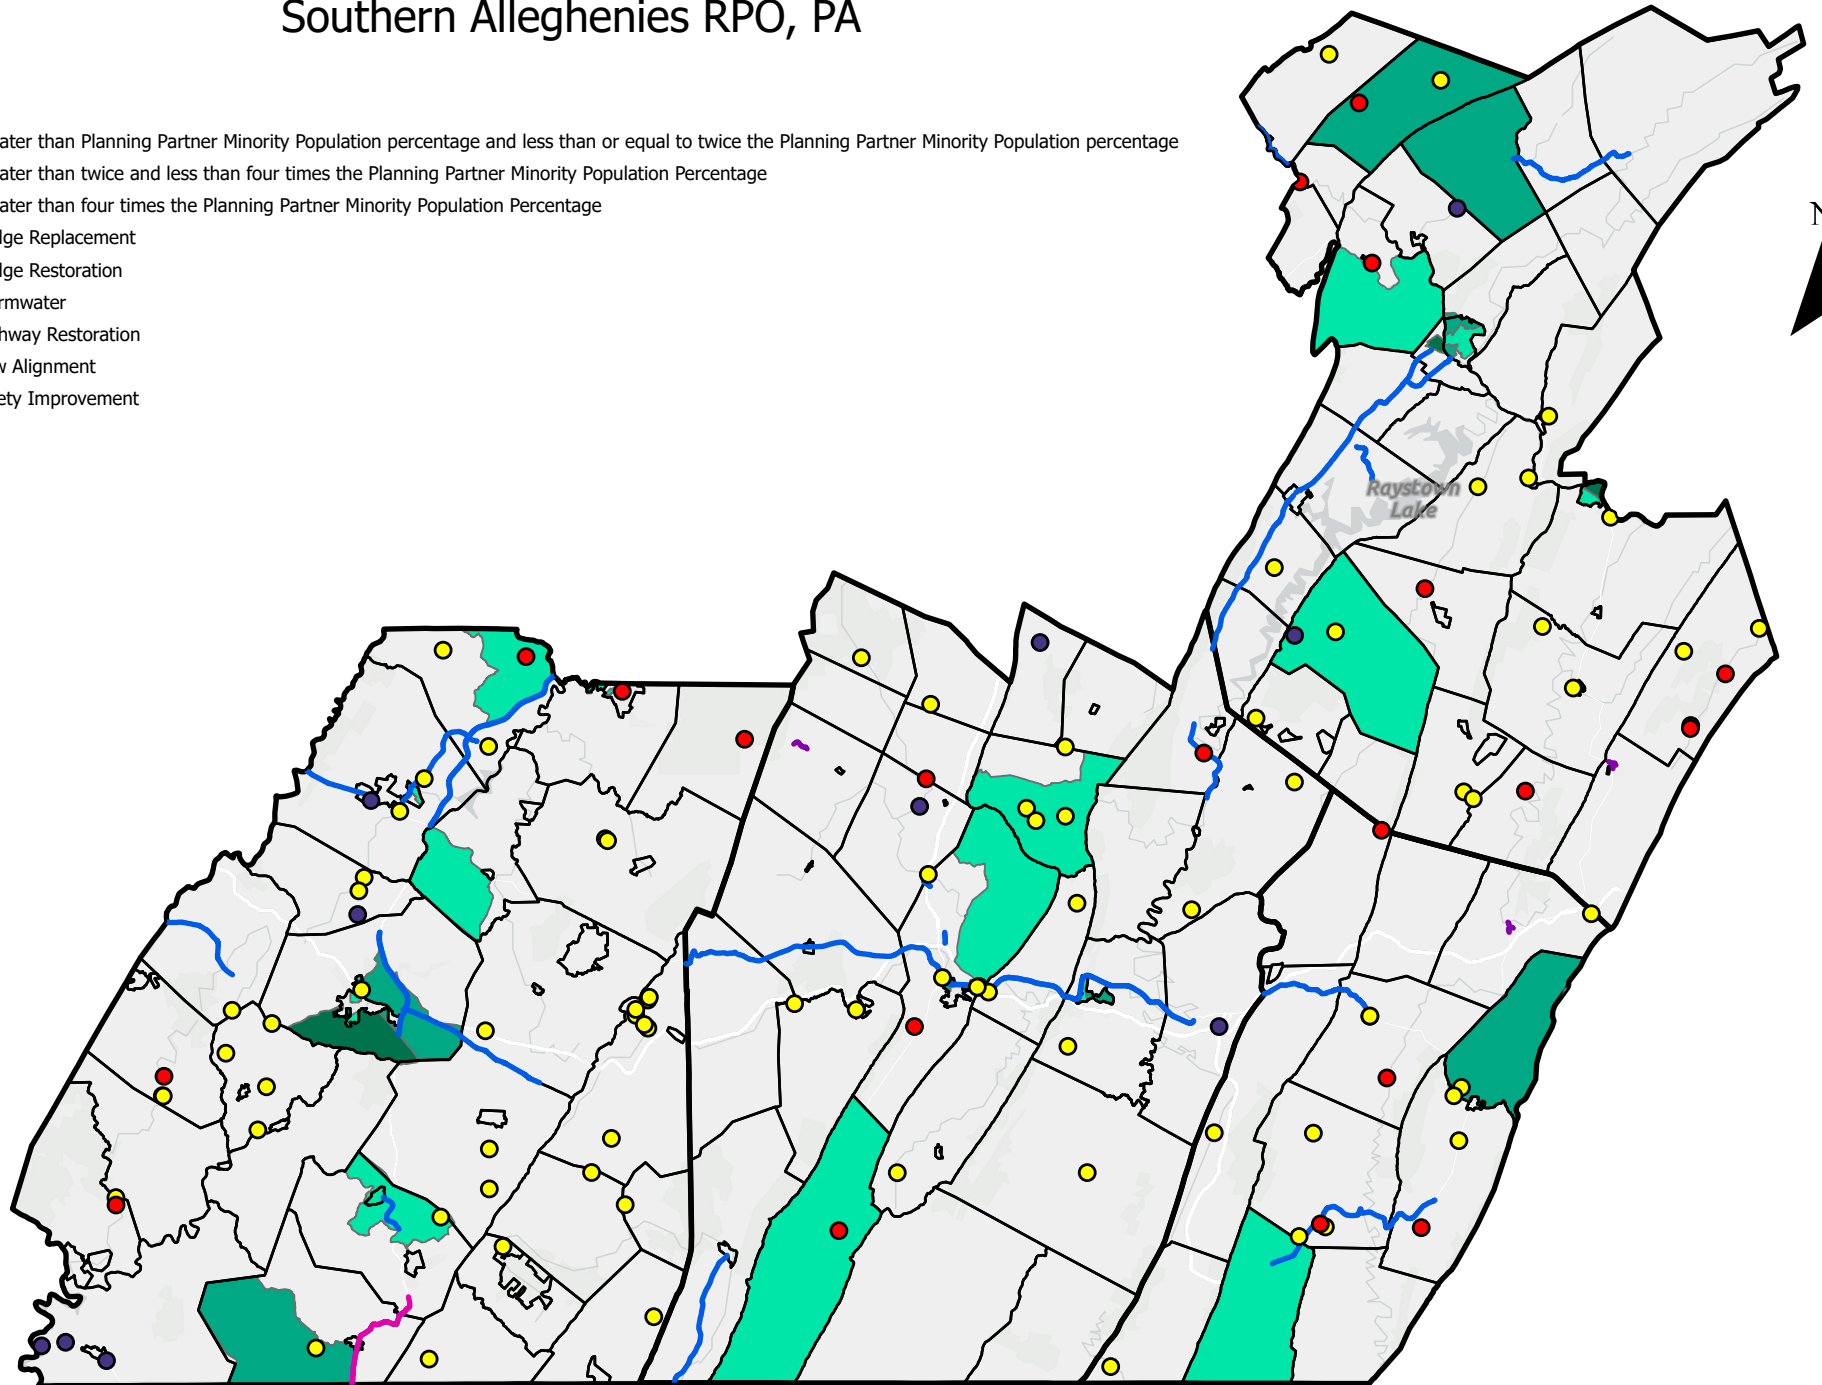 Southern Alleghenies RPO, PA
ater than Planning Partner Minority Population percentage and less than or equal to twice the Planning Partner Minority Population percentage
ater than twice and less than four times the Planning Partner Minority Population Percentage
ater than four times the Planning Partner Minority Population Percentage
dge Replacement
dge Restoration
rmwater
hway Restoration
w Alignment
ety Improvement
N
Raystown
Lake